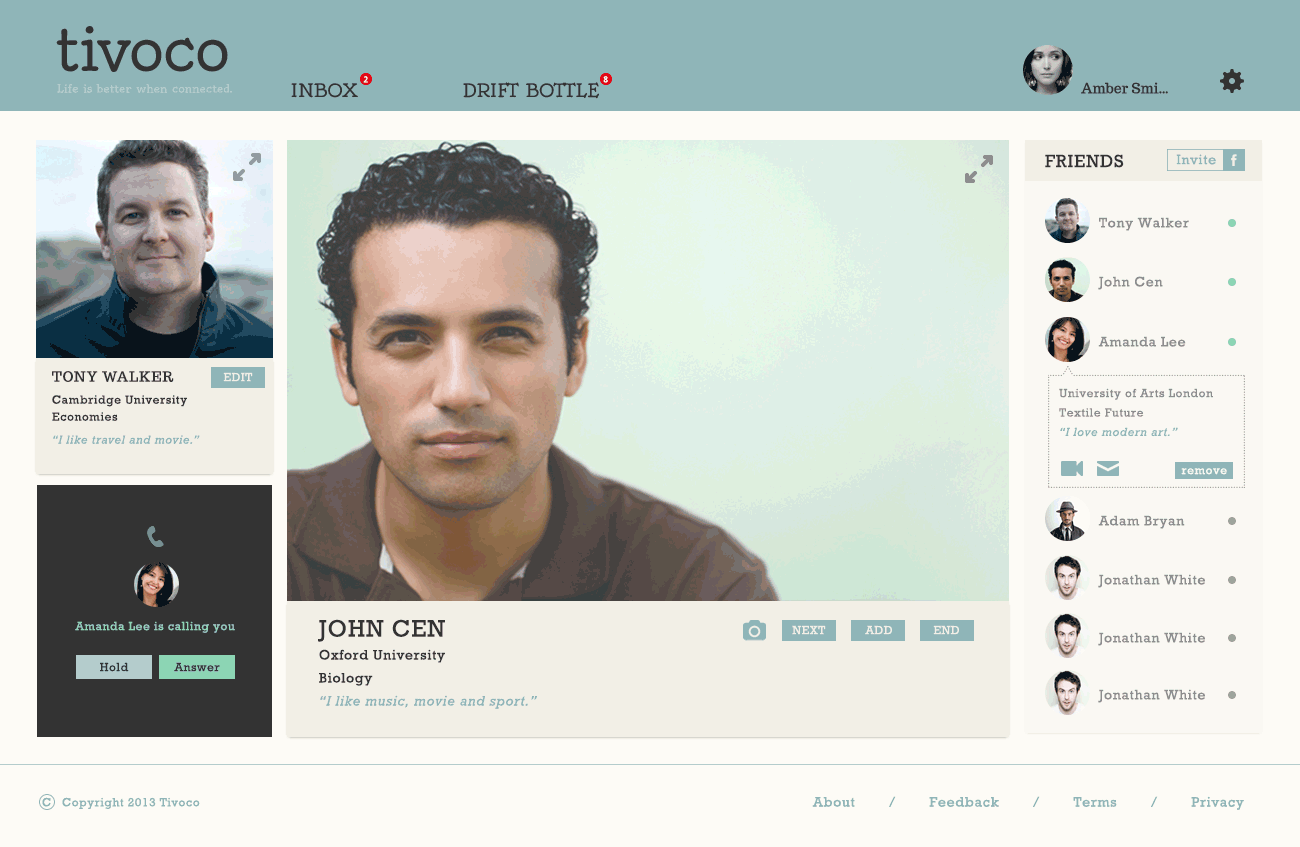 tivoco
Life is better when connected.
INBOX 2
DRIFT BOTTLE 8
Amber Smi...
TONY WALKER
EDIT
Cambridge University
Economies
“I like travel and movie.”
Amanda Lee is calling you
Hold
Answer
JOHN CEN
NEXT
ADD
END
Oxford University
Biology
“I like music, movie and sport.”
FRIENDS
Invite f
Tony Walker
John Cen
Amanda Lee
University of Arts London
Textile Future
“I love modern art.”
remove
Adam Bryan
Jonathan White
Jonathan White
Jonathan White
© Copyright 2013 Tivoco
About / Feedback / Terms / Privacy